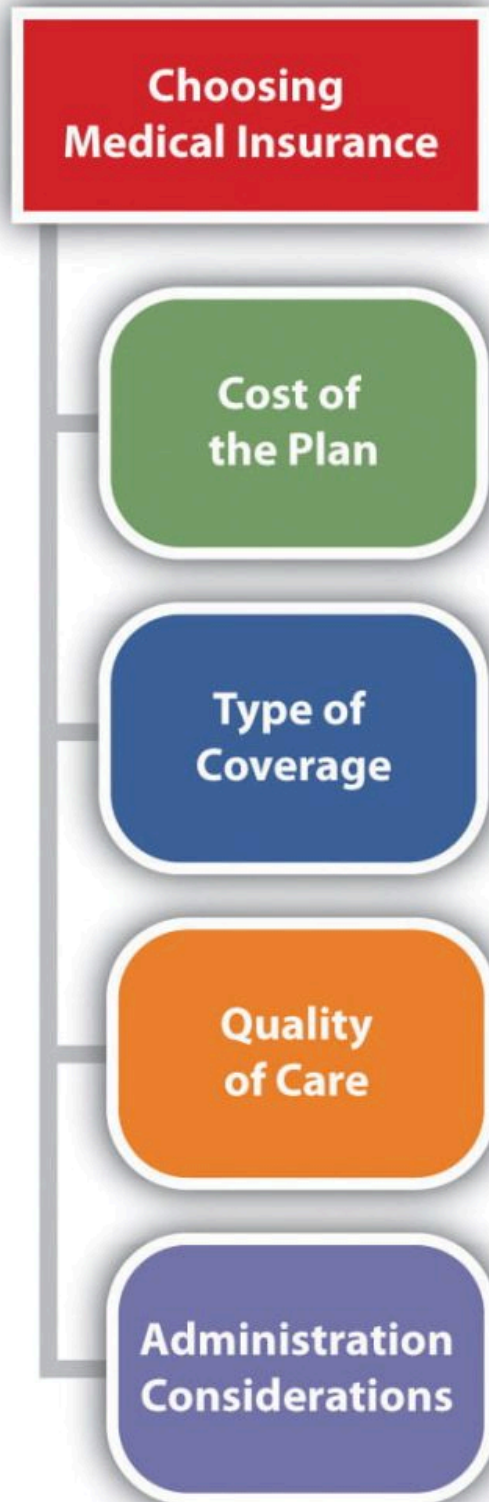 Choosing
Medical Insurance
Cost of
the Plan
Type of
Coverage
Quality
of Care
Administration
Considerations